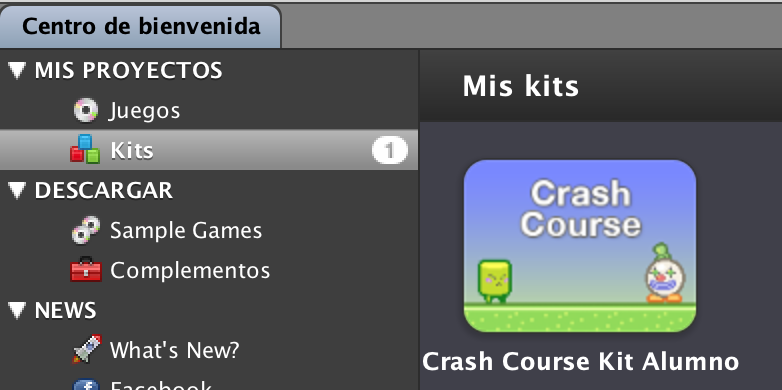 Centro de bienvenida
MIS PROYECTOS
Juegos
Kits
1
DESCARGAR
Sample Games
Complementos
NEWS
What's New?
Facebook
Mis kits
Crash
Course
Crash Course Kit Alumno